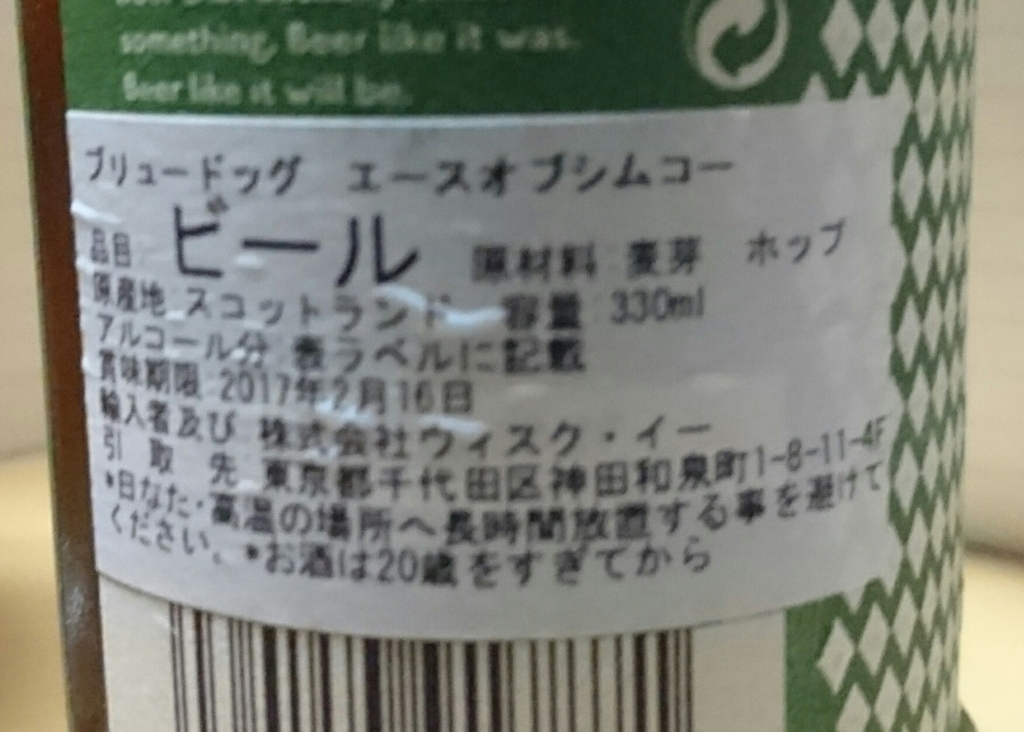 something. Beer like it was.
Beer like it will be.
ブリュードッグ エースオブシムコー
品目 ビール 原材料 麦芽 ホップ
原産地 スコットランド 容量 330ml
アルコール分 表ラベルに記載
賞味期限 2017年2月16日
輸入者及び 株式会社ウィスク・イー
引取先 東京都千代田区神田和泉町1-8-11-4F
*日なた・高温の場所へ長時間放置する事を避けて
ください。*お酒は20歳をすぎてから